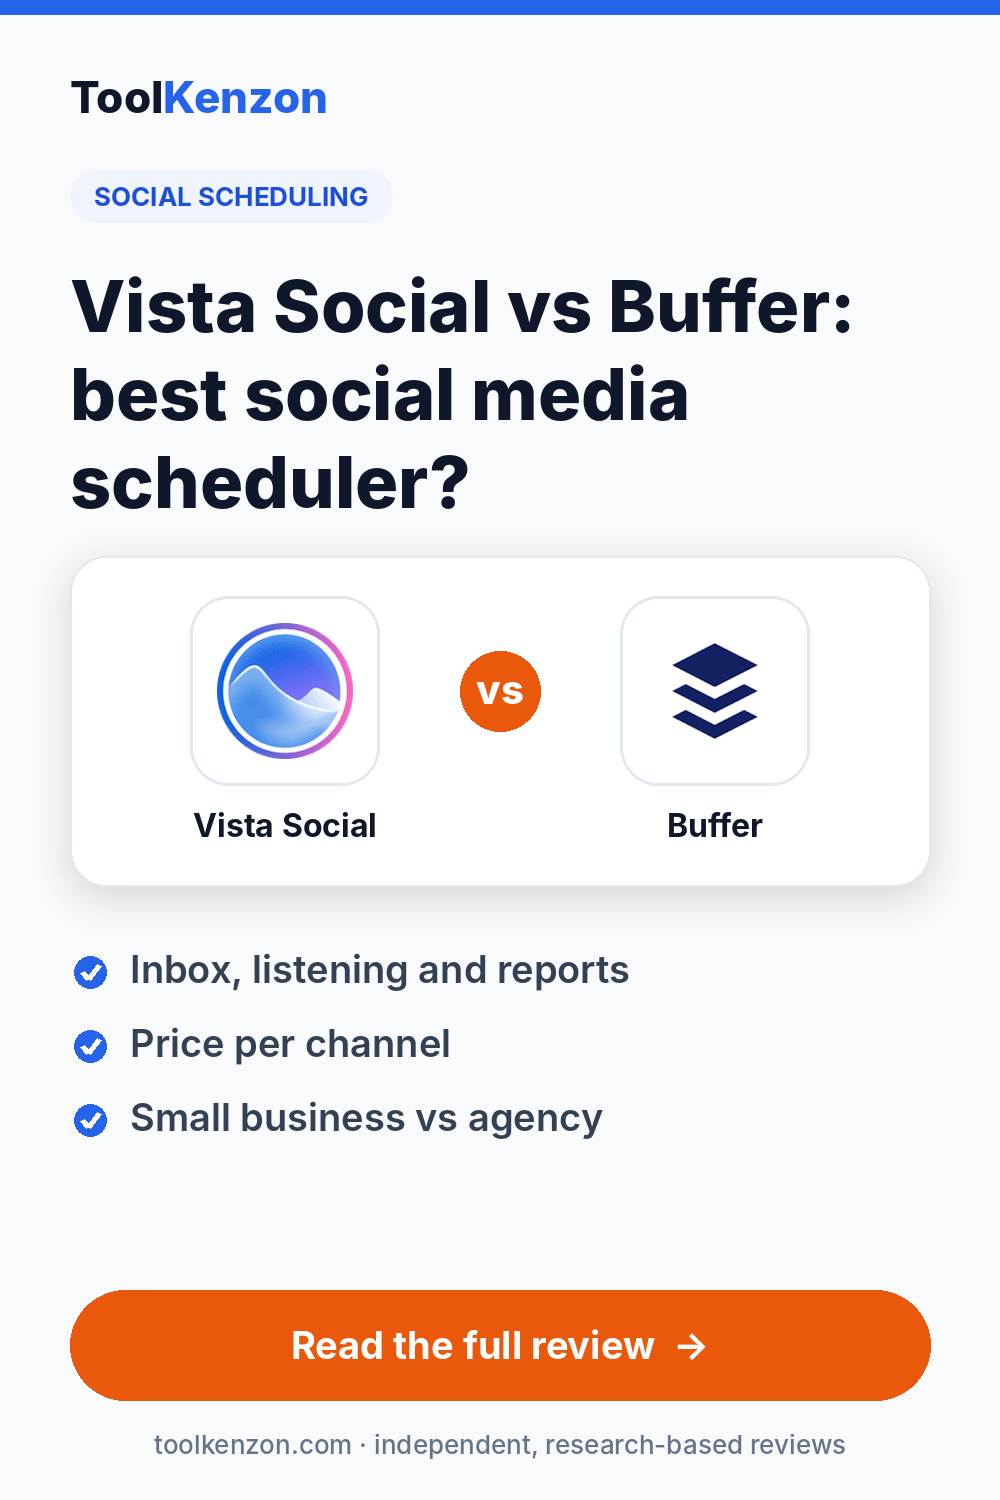 ToolKenzon
SOCIAL SCHEDULING
Vista Social vs Buffer:
best social media
scheduler?
vs
Vista Social
Buffer
Inbox, listening and reports
Price per channel
Small business vs agency
Read the full review →
toolkenzon.com · independent, research-based reviews